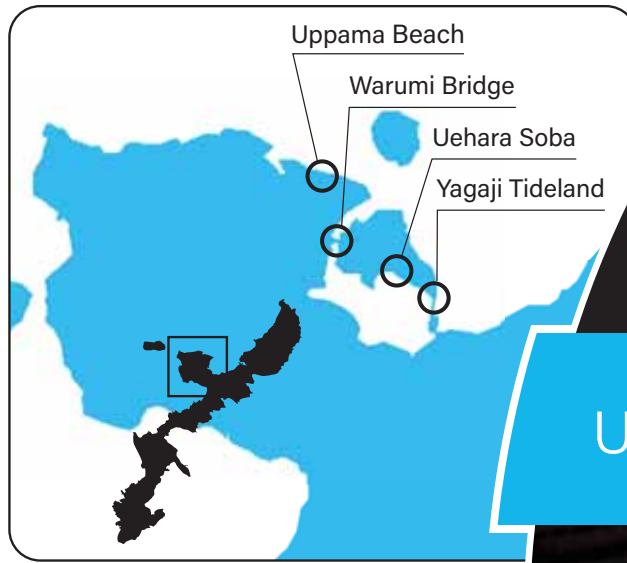 Uppama Beach
Warumi Bridge
Uehara Soba
Yagaji Tideland
U